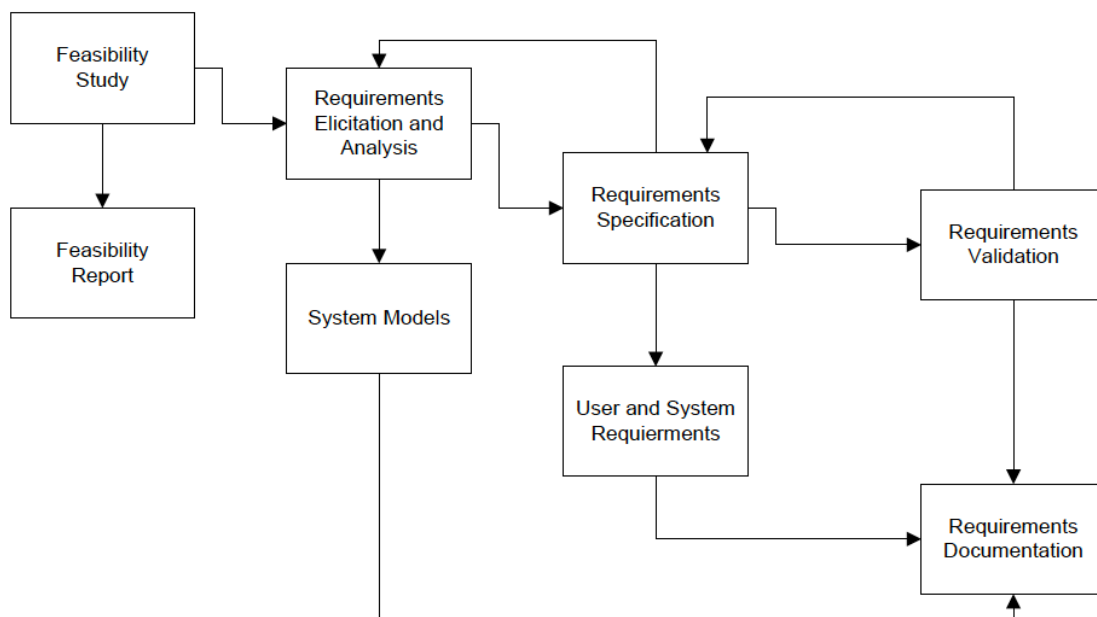 Feasibility
Study
Requirements
Elicitation and
Analysis
Requirements
Specification
Requirements
Validation
Feasibility
Report
System Models
User and System
Requierments
Requirements
Documentation